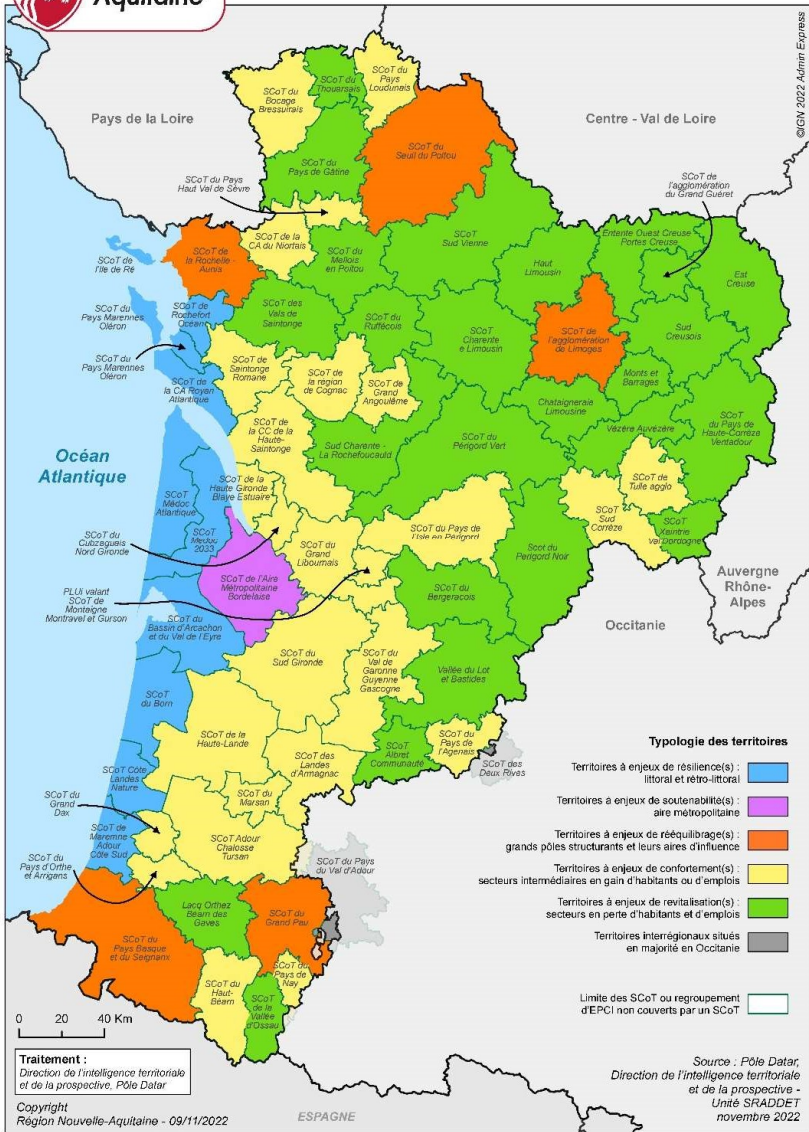 Aquitaine
©IGN 2022 Admin Express
Pays de la Loire
Centre - Val de Loire
SCoT du
Bocage
Bressuirais
SCoT du
Thouarsais
SCoT du
Pays
Loudunais
SCoT du
Seuil du Poitou
SCoT du
Pays de Gâtine
SCoT du Pays
Haut Val de Sèvre
SCoT de
l'agglomération
du Grand Guéret
SCoT de la
CA du Niortais
SCoT du
Mellois
en Poitou
SCoT
Sud Vienne
Haut
Limousin
Entente Ouest Creuse
Portes Creuse
Est
Creuse
SCoT de
l'Ile de Ré
SCoT de
la Rochelle -
Aunis
SCoT du
Pays Marennes
Oléron
SCoT de
Rochefort
Océan
SCoT des
Vals de
Saintonge
SCoT du
Ruffécois
SCoT
Charente
e Limousin
SCoT de
l'agglomération
de Limoges
Sud
Creusois
SCoT du
Pays Marennes
Oléron
SCoT de
la CA Royan
Atlantique
SCoT de
Saintonge
Romane
SCoT de
la région
de Cognac
SCoT de
Grand
Angoulême
Monts et
Barrages
Chataigneraie
Limousine
SCoT
du Pays de
Haute-Corrèze
Ventadour
Vézère Auvézère
SCoT de
la CC de la
Haute-
Saintonge
Sud Charente -
La Rochefoucauld
SCoT du
Périgord Vert
Océan
Atlantique
SCoT
Médoc
Atlantique
SCoT de la
Haute Gironde
Blaye Estuaire
SCoT de
Tulle agglo
SCoT
Sud
Corrèze
SCoT
Xaintrie
Val'Dordogne
SCoT du
Cubzaguais
Nord Gironde
SCoT
Médoc
2033
SCoT du
Grand
Libournais
SCoT du Pays de
l'Isle en Périgord
Scot du
Périgord Noir
SCoT de l'Aire
Métropolitaine
Bordelaise
PLUi valant
SCoT de
Montaigne
Montravel et Gurson
SCoT du
Bergeracois
Auvergne
Rhône-
Alpes
Occitanie
SCoT du
Bassin d'Arcachon
et du Val de l'Eyre
SCoT du
Sud Gironde
SCoT du
Val de
Garonne
Guyenne
Gascogne
Vallée du Lot
et Bastides
SCoT
du Born
SCoT de la
Haute-Lande
SCoT des
Landes
d'Armagnac
SCoT
Albret
Communauté
SCoT du
Pays de
l'Agenais
SCoT des
Deux Rives
SCoT Côte
Landes
Nature
SCoT du
Marsan
SCoT du
Grand
Dax
SCoT de
Maremne
Adour
Côte Sud
SCoT Adour
Chalosse
Tursan
SCoT du
Pays d'Orthe
et Arrigans
SCoT du Pays
du Val d'Adour
Lacq Orthez
Béarn des
Gaves
SCoT du
Grand Pau
SCoT du
Pays Basque
et du Seignanx
SCoT du
Haut-
Béarn
SCoT du
Pays de
Nay
SCoT
de la
Vallée
d'Ossau
Typologie des territoires
Territoires à enjeux de résilience(s) :
littoral et rétro-littoral
Territoires à enjeux de soutenabilité(s) :
aire métropolitaine
Territoires à enjeu de rééquilibrage(s) :
grands pôles structurants et leurs aires d'influence
Territoires à enjeu de confortement(s) :
secteurs intermédiaires en gain d'habitants ou d'emplois
Territoires à enjeu de revitalisation(s) :
secteurs en perte d'habitants et d'emplois
Territoires interrégionaux situés
en majorité en Occitanie
Limite des SCoT ou regroupement
d'EPCI non couverts par un SCoT
0 20 40 Km
Traitement :
Direction de l'intelligence territoriale
et de la prospective, Pôle Datar
Copyright
Région Nouvelle-Aquitaine - 09/11/2022
ESPAGNE
Source : Pôle Datar,
Direction de l'intelligence territoriale
et de la prospective -
Unité SRADDET
novembre 2022